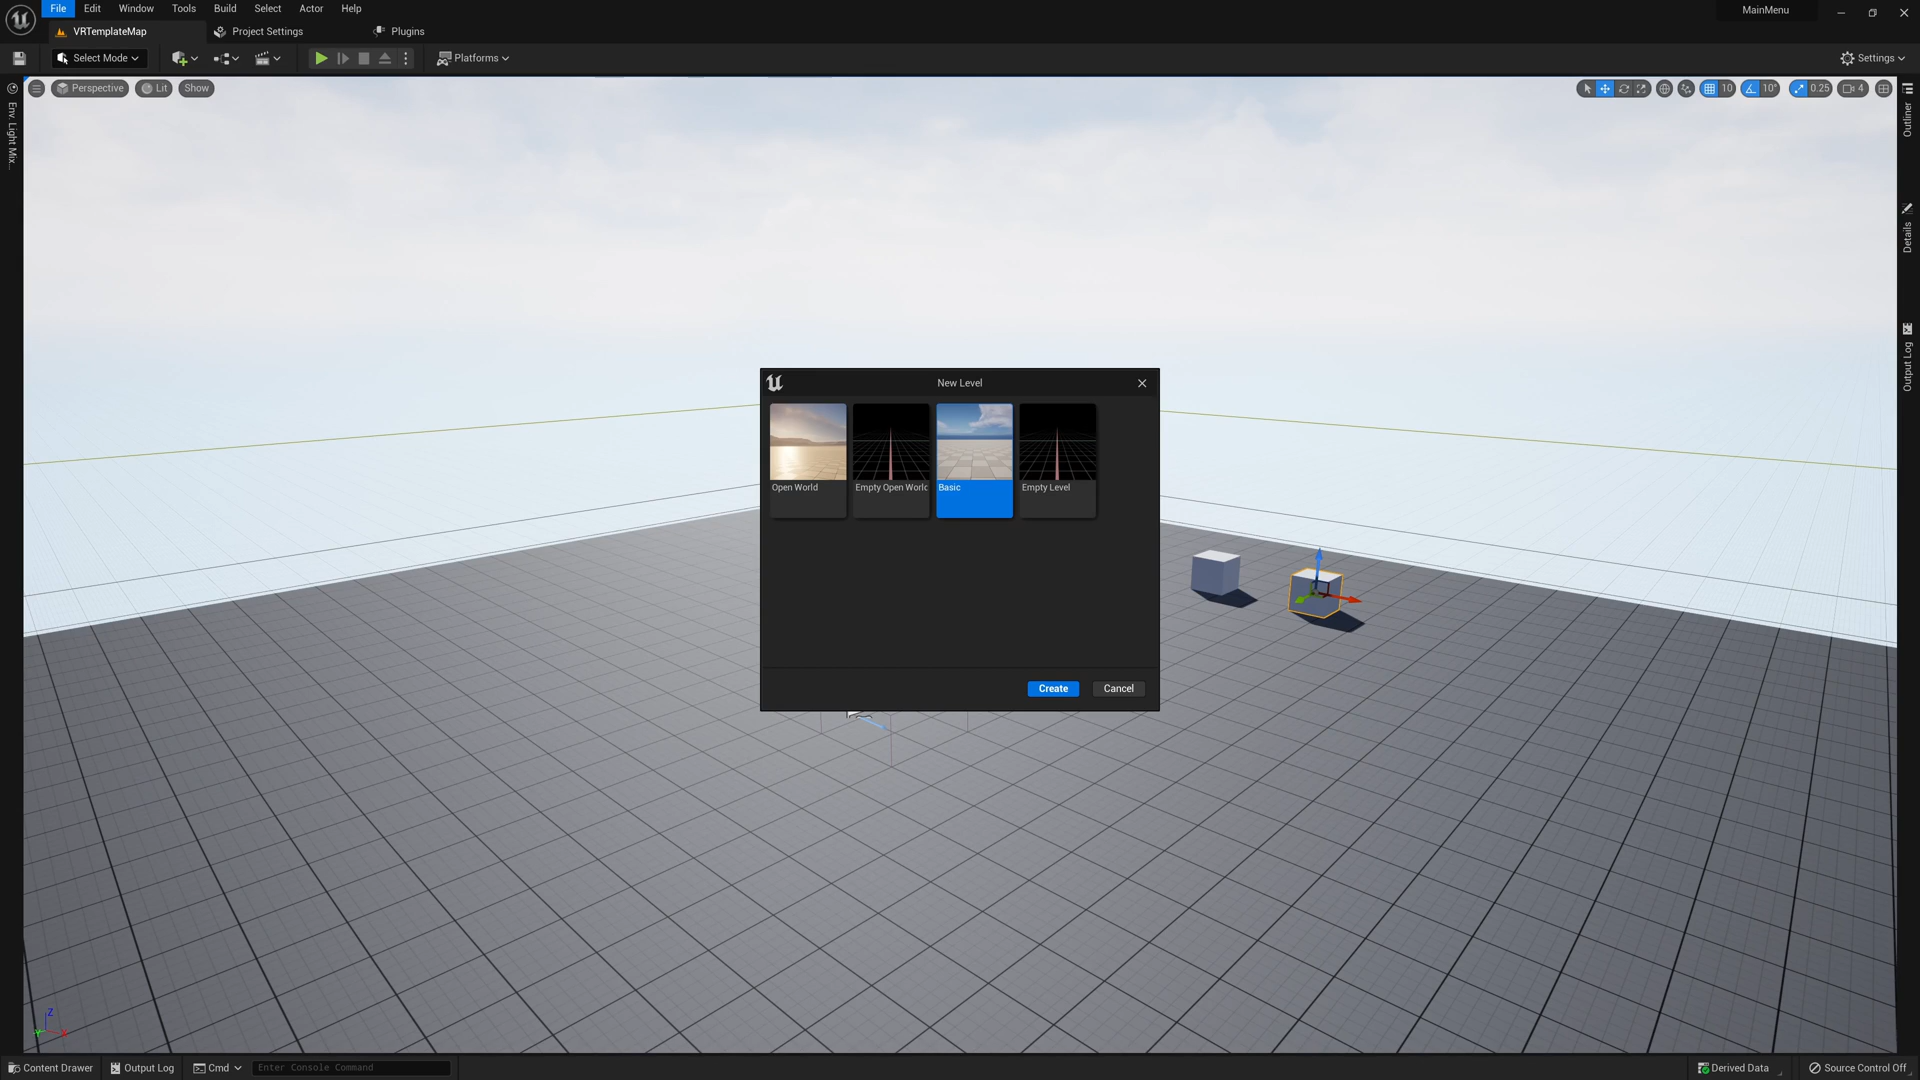 File Edit Window Tools Build Select Actor Help
MainMenu
VRTemplateMap Project Settings Plugins
Select Mode Platforms Settings
Perspective Lit Show 10 10° 0.25 4
Env. Light Mix...
Outliner
Details
Output Log
New Level
Open World Empty Open World Basic Empty Level
Create Cancel
Z
Y X
Content Drawer Output Log Cmd Enter Console Command Derived Data Source Control Off